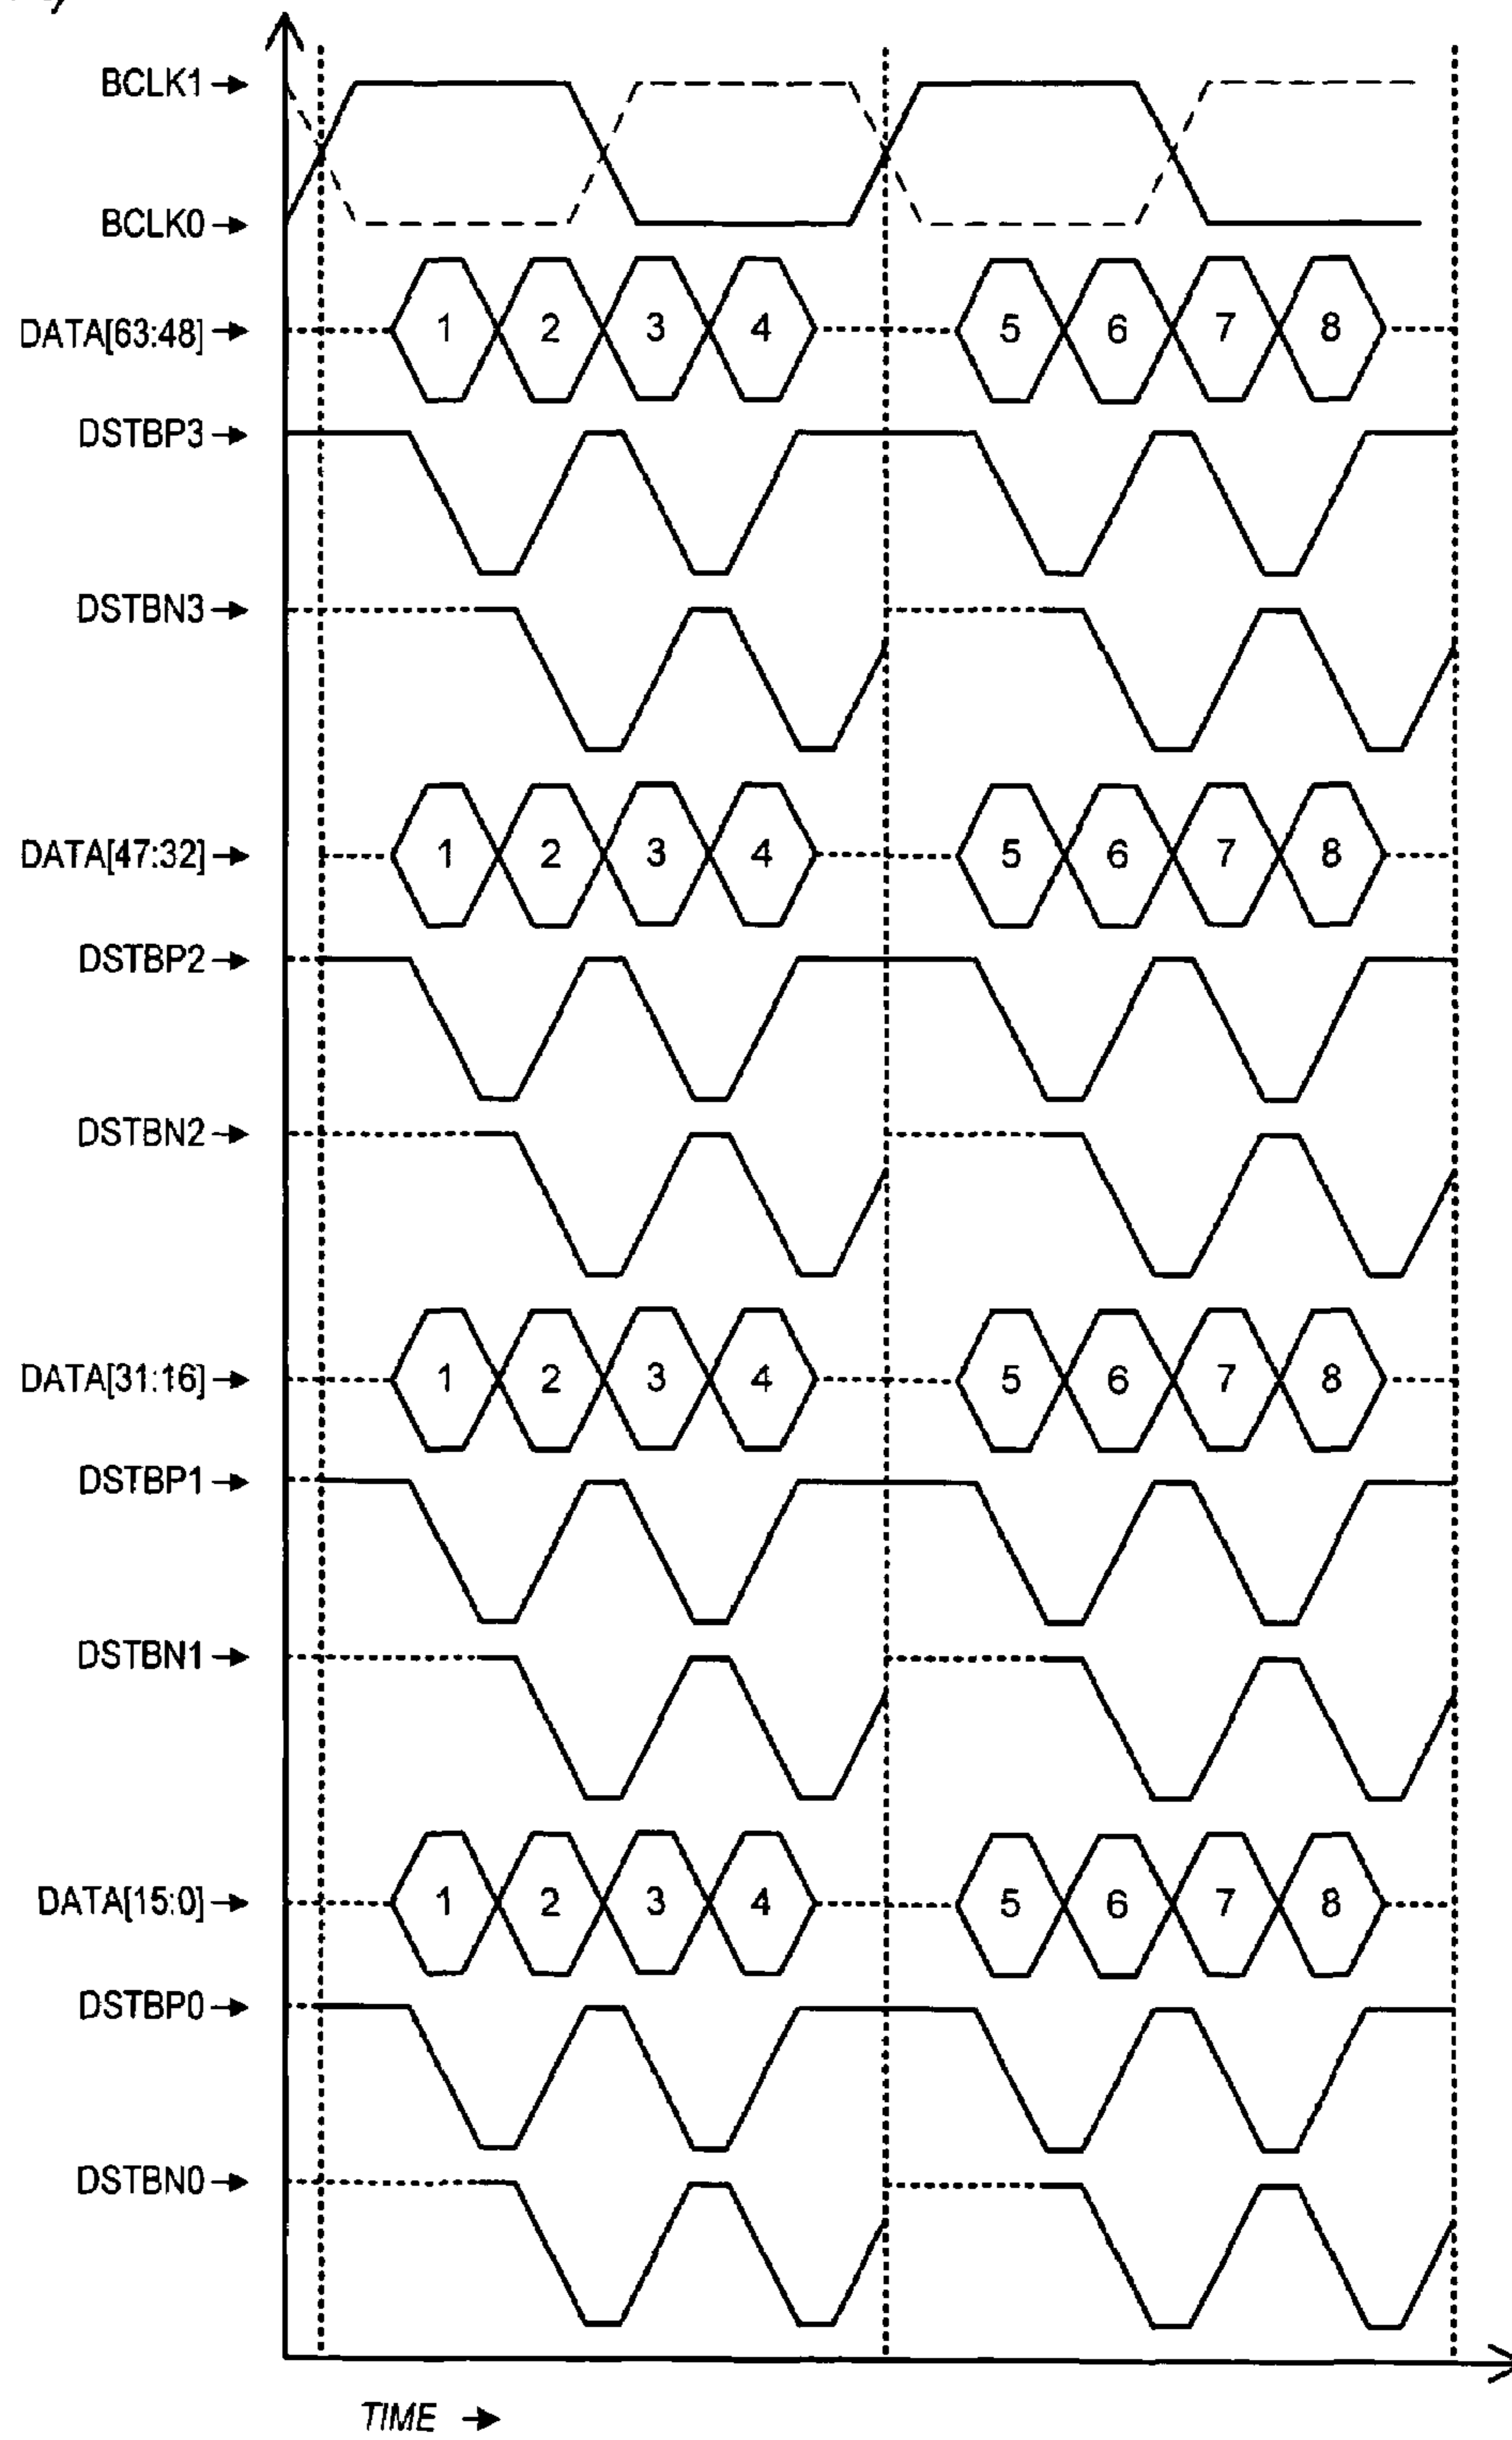 BCLK1
BCLK0
DATA[63:48]
1 2 3 4 5 6 7 8
DSTBP3
DSTBN3
DATA[47:32]
1 2 3 4 5 6 7 8
DSTBP2
DSTBN2
DATA[31:16]
1 2 3 4 5 6 7 8
DSTBP1
DSTBN1
DATA[15:0]
1 2 3 4 5 6 7 8
DSTBP0
DSTBN0
TIME